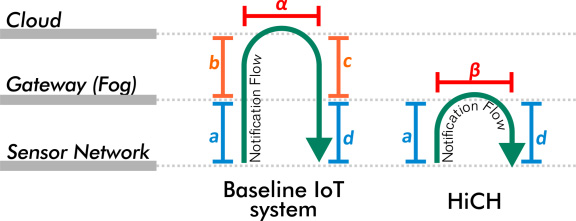 Cloud
Gateway (Fog)
Sensor Network
α
b
c
a
d
Notification Flow
Baseline IoT
system
β
a
d
Notification Flow
HiCH